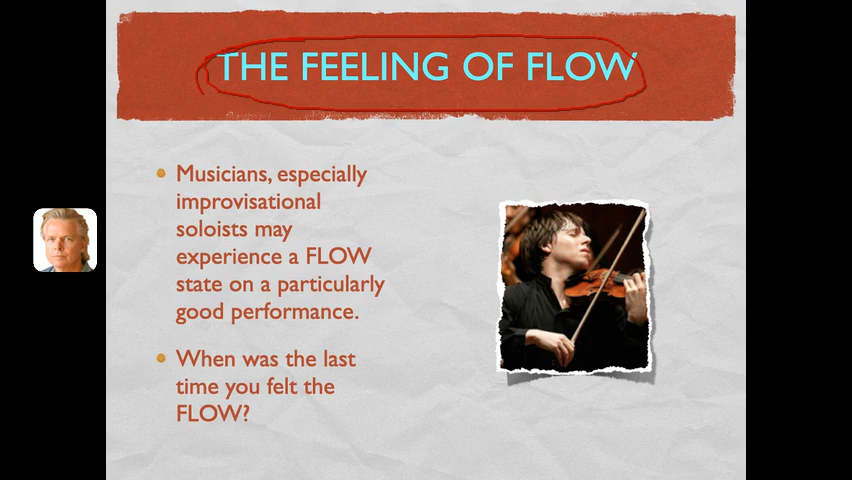 THE FEELING OF FLOW
Musicians, especially
improvisational
soloists may
experience a FLOW
state on a particularly
good performance.
When was the last
time you felt the
FLOW?